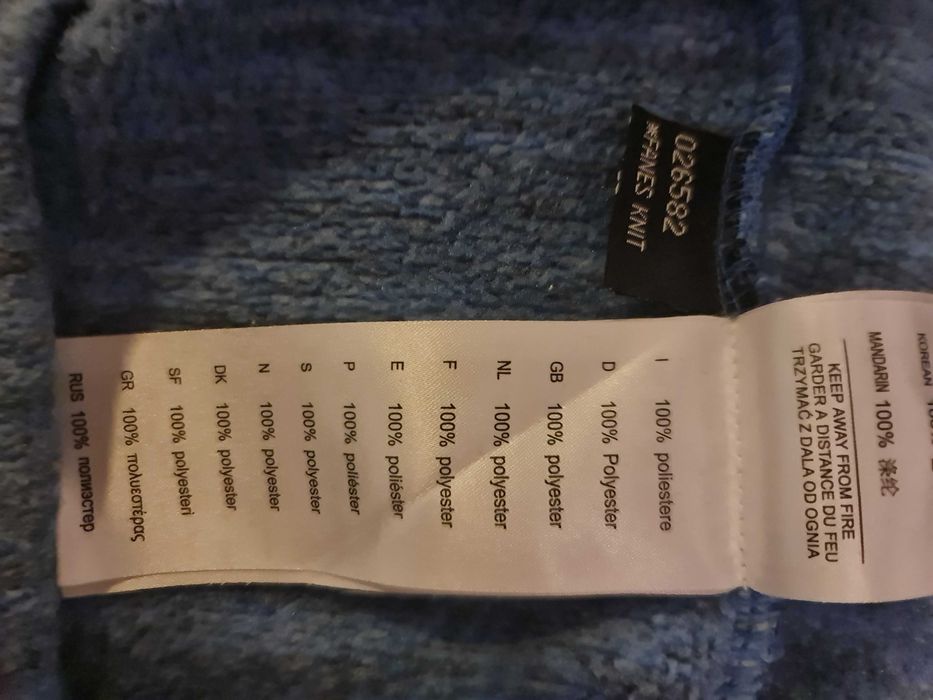 026582
*FANES KNIT
KOREAN
MANDARIN 100% 涤纶
KEEP AWAY FROM FIRE
GARDER A DISTANCE DU FEU
TRZYMAĆ Z DALA OD OGNIA
I 100% poliestere
D 100% Polyester
GB 100% polyester
NL 100% polyester
F 100% polyester
E 100% poliéster
P 100% poliéster
S 100% polyester
N 100% polyester
DK 100% polyester
SF 100% polyesteri
GR 100% πολυεστέρας
RUS 100% полиэстер